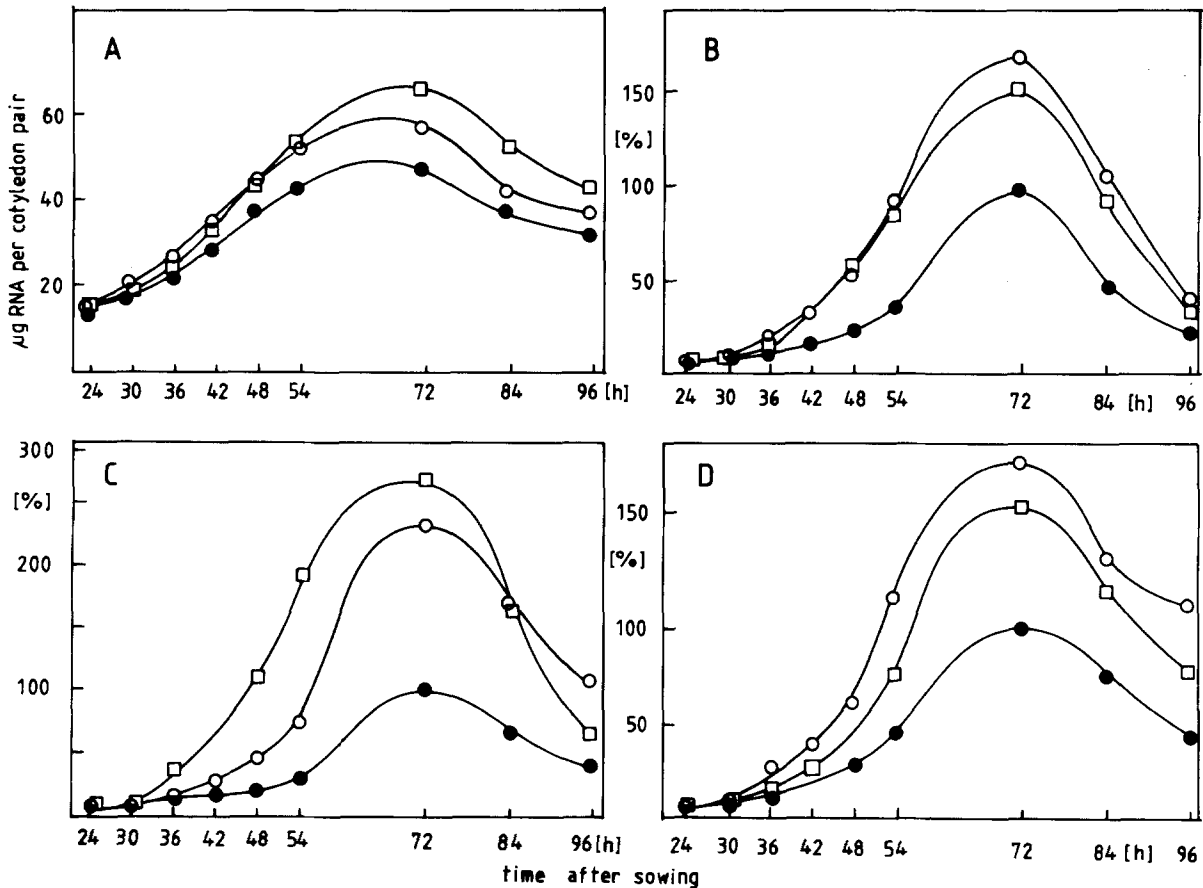 A
µg RNA per cotyledon pair
60
40
20
24 30 36 42 48 54 72 84 96 [h]
B
150
[%]
100
50
24 30 36 42 48 54 72 84 [h] 96
C
300
[%]
200
100
24 30 36 42 48 54 72 84 96 [h]
D
150
[%]
100
50
24 30 36 42 48 54 72 84 [h] 96
time after sowing